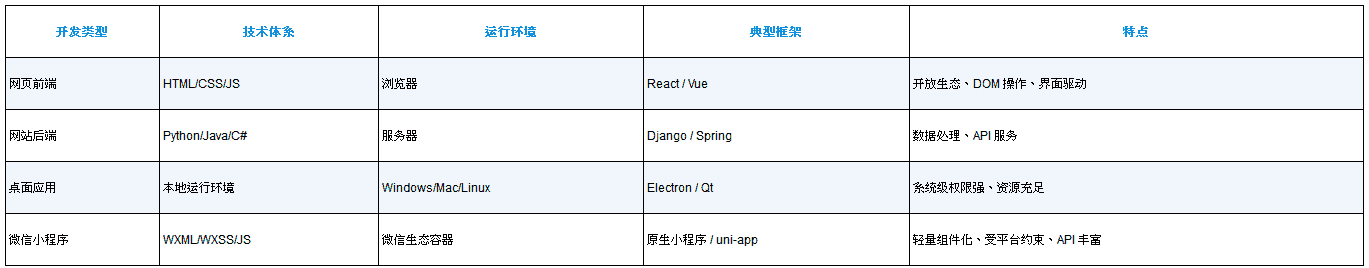 开发类型 技术体系 运行环境 典型框架 特点
网页前端 HTML/CSS/JS 浏览器 React / Vue 开放生态、DOM 操作、界面驱动
网站后端 Python/Java/C# 服务器 Django / Spring 数据处理、API 服务
桌面应用 本地运行环境 Windows/Mac/Linux Electron / Qt 系统级权限强、资源充足
微信小程序 WXML/WXSS/JS 微信生态容器 原生小程序 / uni-app 轻量组件化、受平台约束、API 丰富